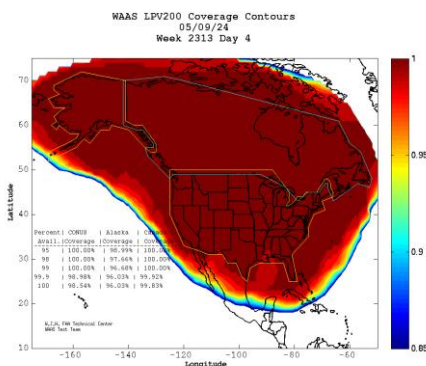 WAAS LPV200 Coverage Contours
05/09/24
Week 2313 Day 4
Latitude
70
60
50
40
30
20
10
-160 -140 -120 -100 -80 -60
Longitude
1
0.95
0.9
0.85
Percent| CONUS | Alaska |
Avail. |Coverage |Coverage |
95 | 100.00% | 98.99% | 100.00%
98 | 100.00% | 97.66% | 100.00%
99 | 100.00% | 96.68% | 100.00%
99.9 | 98.98% | 96.03% | 99.92%
100 | 98.54% | 96.03% | 99.83%
FAA Technical Center
WAAS Test Team